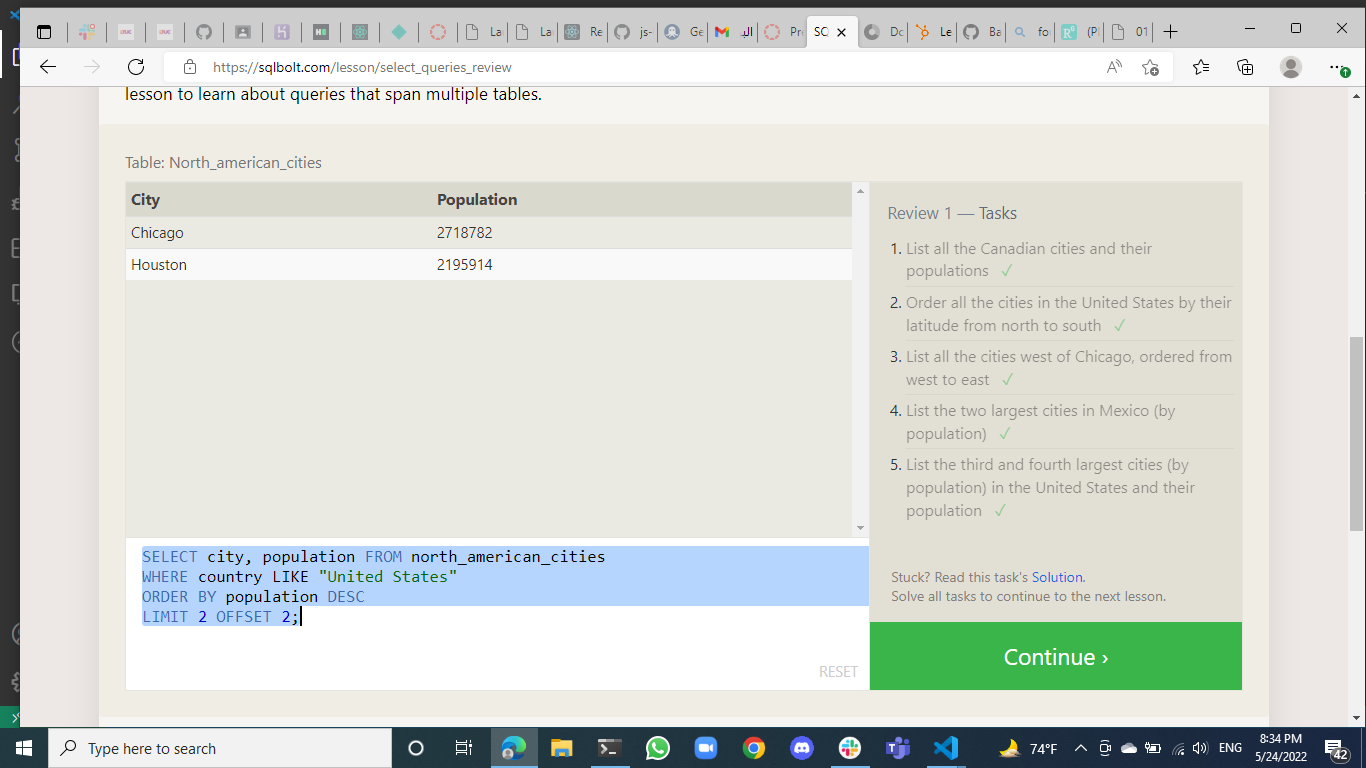 La
La
Re
js-
Ge
Pr
SQ
Dc
Le
Ba
fo
(Pl
01
https://sqlbolt.com/lesson/select_queries_review
lesson to learn about queries that span multiple tables.
Table: North_american_cities
City Population
Chicago 2718782
Houston 2195914
Review 1 — Tasks
1. List all the Canadian cities and their
populations ✓
2. Order all the cities in the United States by their
latitude from north to south ✓
3. List all the cities west of Chicago, ordered from
west to east ✓
4. List the two largest cities in Mexico (by
population) ✓
5. List the third and fourth largest cities (by
population) in the United States and their
population ✓
SELECT city, population FROM north_american_cities
WHERE country LIKE "United States"
ORDER BY population DESC
LIMIT 2 OFFSET 2;
RESET
Stuck? Read this task's Solution.
Solve all tasks to continue to the next lesson.
Continue ›
Type here to search
74°F
ENG
8:34 PM
5/24/2022
42